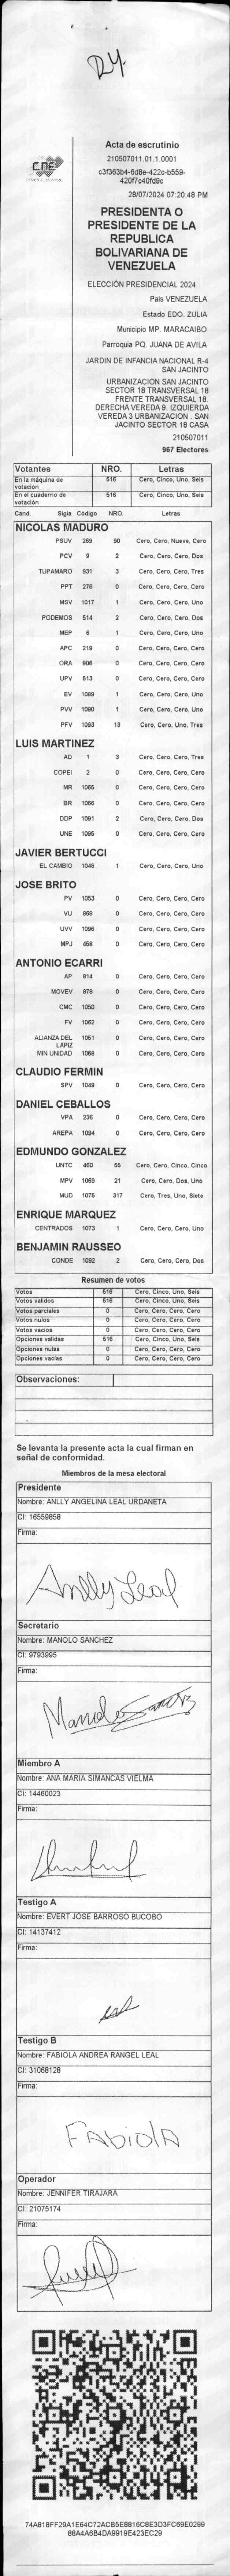 Acta de escrutinio
210507011.01.1.0001
c3f363b4-6d8e-422c-b559-
420f7c40fd9c
28/07/2024 07:20:48 PM
PRESIDENTA O
PRESIDENTE DE LA
REPUBLICA
BOLIVARIANA DE
VENEZUELA
ELECCIÓN PRESIDENCIAL 2024
País VENEZUELA
Estado EDO. ZULIA
Municipio MP. MARACAIBO
Parroquia PQ. JUANA DE AVILA
JARDIN DE INFANCIA NACIONAL R-4
SAN JACINTO
URBANIZACION SAN JACINTO
SECTOR 18 TRANSVERSAL 18
FRENTE TRANSVERSAL 18.
DERECHA VEREDA 9. IZQUIERDA
VEREDA 3 URBANIZACION . SAN
JACINTO SECTOR 18 CASA
210507011
967 Electores
Votantes NRO. Letras
En la máquina de votación 516 Cero, Cinco, Uno, Seis
En el cuaderno de votación 516 Cero, Cinco, Uno, Seis
Cand. Sigla Código NRO. Letras
NICOLAS MADURO
PSUV 269 90 Cero, Cero, Nueve, Cero
PCV 9 2 Cero, Cero, Cero, Dos
TUPAMARO 931 3 Cero, Cero, Cero, Tres
PPT 276 0 Cero, Cero, Cero, Cero
MSV 1017 1 Cero, Cero, Cero, Uno
PODEMOS 514 2 Cero, Cero, Cero, Dos
MEP 6 1 Cero, Cero, Cero, Uno
APC 219 0 Cero, Cero, Cero, Cero
ORA 906 0 Cero, Cero, Cero, Cero
UPV 513 0 Cero, Cero, Cero, Cero
EV 1089 1 Cero, Cero, Cero, Uno
PVV 1090 1 Cero, Cero, Cero, Uno
PFV 1093 13 Cero, Cero, Uno, Tres
LUIS MARTINEZ
AD 1 3 Cero, Cero, Cero, Tres
COPEI 2 0 Cero, Cero, Cero, Cero
MR 1065 0 Cero, Cero, Cero, Cero
BR 1066 0 Cero, Cero, Cero, Cero
DDP 1091 2 Cero, Cero, Cero, Dos
UNE 1095 0 Cero, Cero, Cero, Cero
JAVIER BERTUCCI
EL CAMBIO 1049 1 Cero, Cero, Cero, Uno
JOSE BRITO
PV 1053 0 Cero, Cero, Cero, Cero
VU 868 0 Cero, Cero, Cero, Cero
UVV 1096 0 Cero, Cero, Cero, Cero
MPJ 458 0 Cero, Cero, Cero, Cero
ANTONIO ECARRI
AP 814 0 Cero, Cero, Cero, Cero
MOVEV 878 0 Cero, Cero, Cero, Cero
CMC 1050 0 Cero, Cero, Cero, Cero
FV 1062 0 Cero, Cero, Cero, Cero
ALIANZA DEL LAPIZ 1051 0 Cero, Cero, Cero, Cero
MIN UNIDAD 1068 0 Cero, Cero, Cero, Cero
CLAUDIO FERMIN
SPV 1049 0 Cero, Cero, Cero, Cero
DANIEL CEBALLOS
VPA 236 0 Cero, Cero, Cero, Cero
AREPA 1094 0 Cero, Cero, Cero, Cero
EDMUNDO GONZALEZ
UNTC 460 55 Cero, Cero, Cinco, Cinco
MPV 1069 21 Cero, Cero, Dos, Uno
MUD 1075 317 Cero, Tres, Uno, Siete
ENRIQUE MARQUEZ
CENTRADOS 1073 1 Cero, Cero, Cero, Uno
BENJAMIN RAUSSEO
CONDE 1092 2 Cero, Cero, Cero, Dos
Resumen de votos
Votos 516 Cero, Cinco, Uno, Seis
Votos validos 516 Cero, Cinco, Uno, Seis
Votos parciales 0 Cero, Cero, Cero, Cero
Votos nulos 0 Cero, Cero, Cero, Cero
Votos vacios 0 Cero, Cero, Cero, Cero
Opciones validas 516 Cero, Cinco, Uno, Seis
Opciones nulas 0 Cero, Cero, Cero, Cero
Opciones vacias 0 Cero, Cero, Cero, Cero
Observaciones:
Se levanta la presente acta la cual firman en
señal de conformidad.
Miembros de la mesa electoral
Presidente
Nombre: ANLLY ANGELINA LEAL URDANETA
CI: 16559858
Firma:
Anlly Leal
Secretario
Nombre: MANOLO SANCHEZ
CI: 9793995
Firma:
Manolo Sanchez
Miembro A
Nombre: ANA MARIA SIMANCAS VIELMA
CI: 14460023
Firma:
Testigo A
Nombre: EVERT JOSE BARROSO BUCOBO
CI: 14137412
Firma:
Testigo B
Nombre: FABIOLA ANDREA RANGEL LEAL
CI: 31068128
Firma:
FAbiolA
Operador
Nombre: JENNIFER TIRAJARA
CI: 21075174
Firma:
74A818FF29A1E64C72ACB5E8816C8E3D3FC69E0299
88A4A6B4DA9919E423EC29